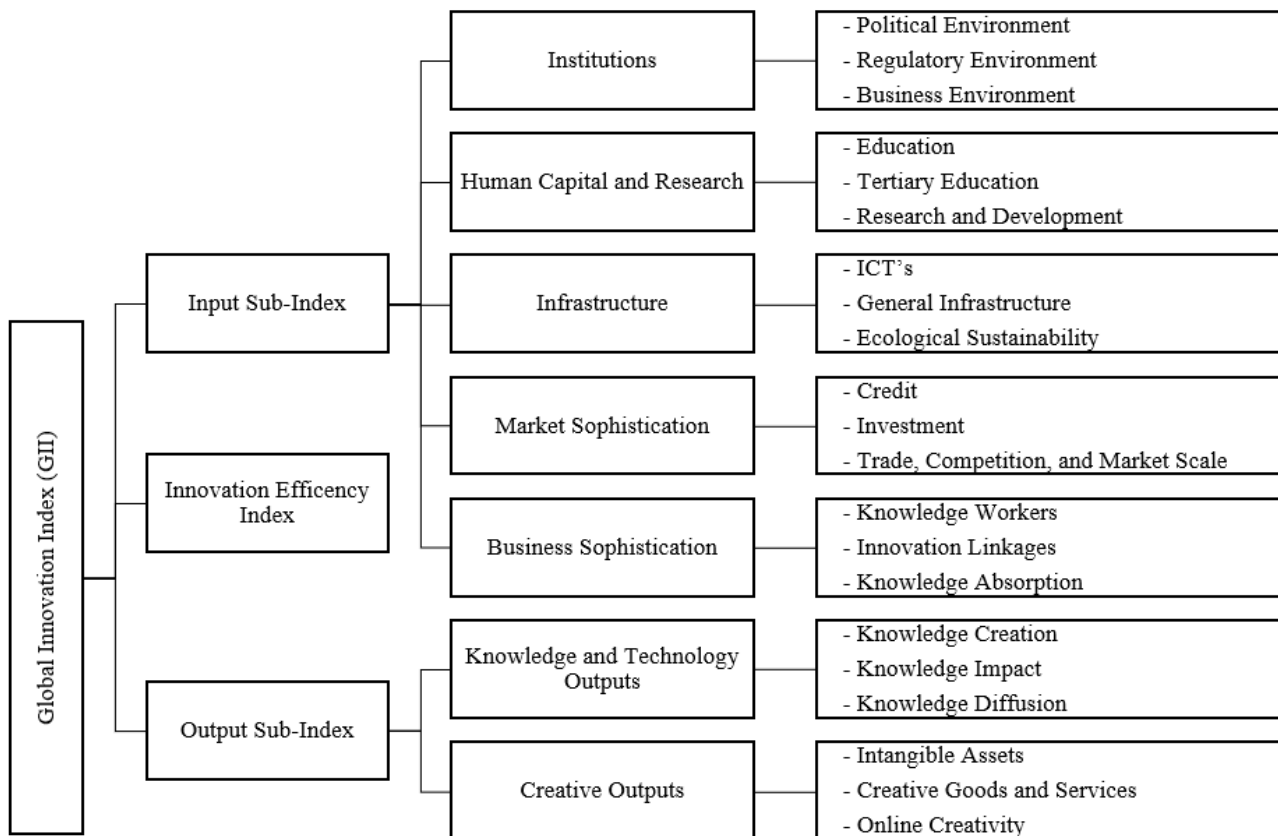 Global Innovation Index (GII)
Input Sub-Index
Innovation Efficency
Index
Output Sub-Index
Institutions
- Political Environment
- Regulatory Environment
- Business Environment
Human Capital and Research
- Education
- Tertiary Education
- Research and Development
Infrastructure
- ICT’s
- General Infrastructure
- Ecological Sustainability
Market Sophistication
- Credit
- Investment
- Trade, Competition, and Market Scale
Business Sophistication
- Knowledge Workers
- Innovation Linkages
- Knowledge Absorption
Knowledge and Technology
Outputs
- Knowledge Creation
- Knowledge Impact
- Knowledge Diffusion
Creative Outputs
- Intangible Assets
- Creative Goods and Services
- Online Creativity